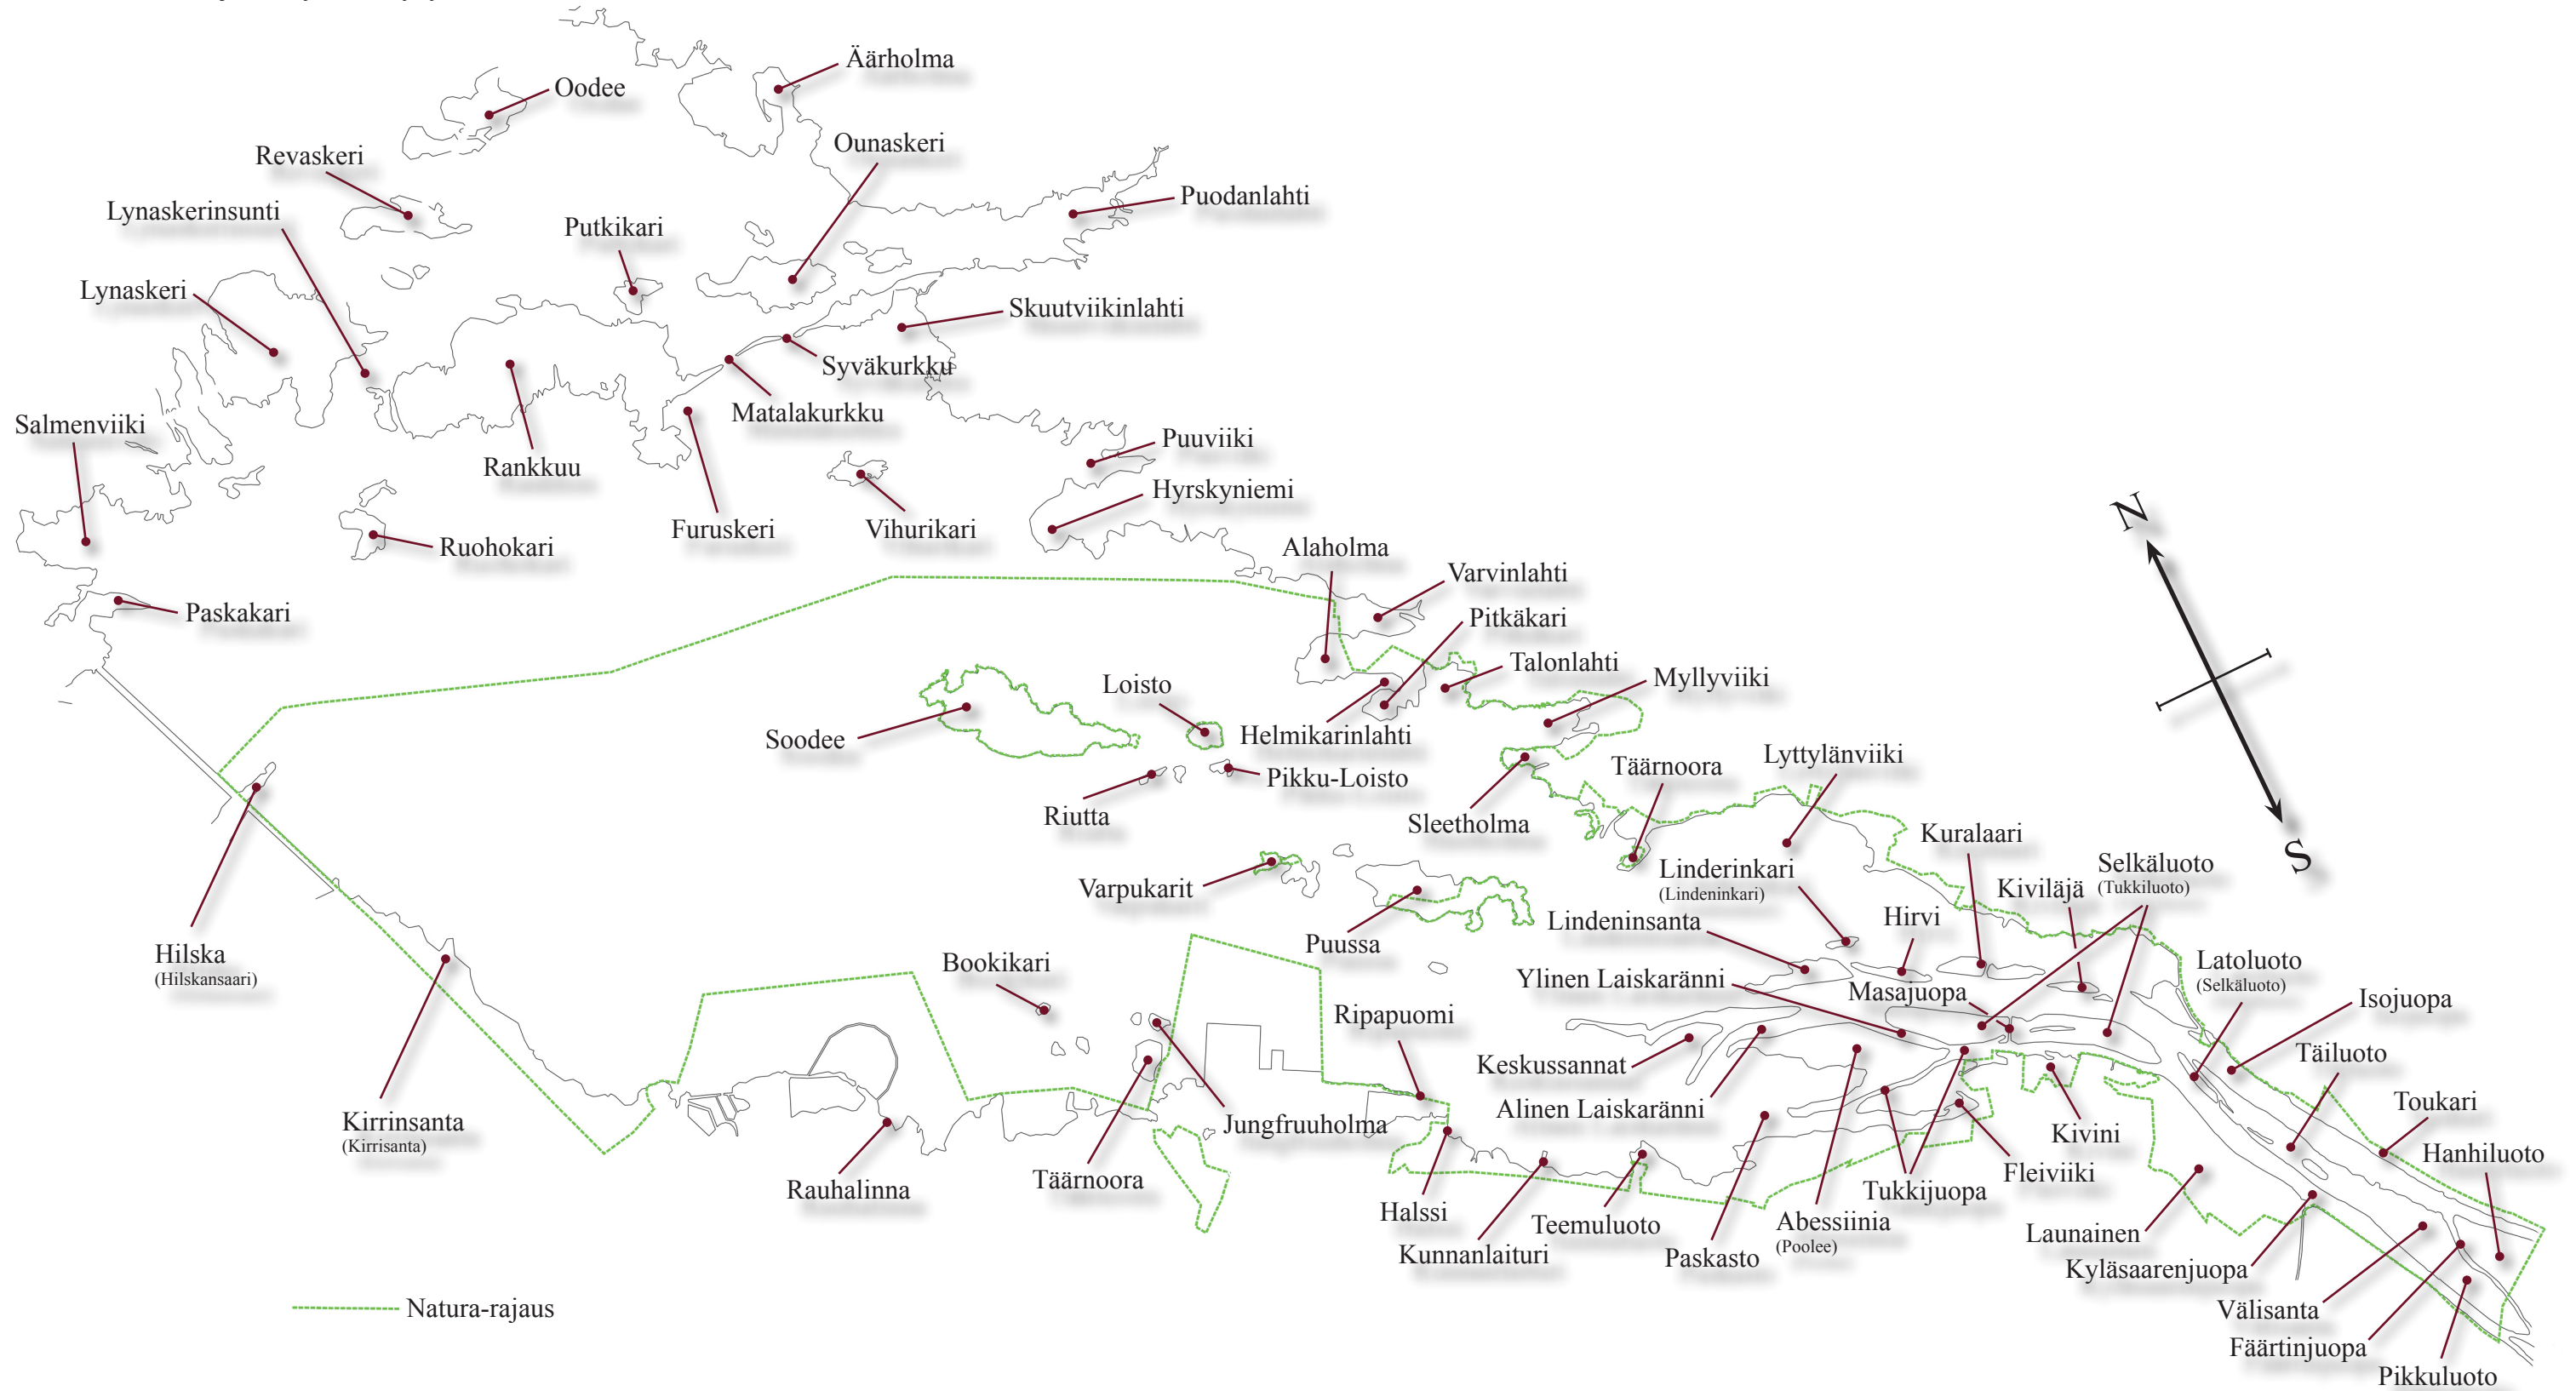 Äärholma
Oodee
Ounaskeri
Revaskeri
Puodanlahti
Lynaskerinsunti
Putkikari
Lynaskeri
Skuutviikinlahti
Syväkurkku
Matalakurkku
Salmenviiki
Puuviiki
Rankkuu
Hyrskyniemi
Furuskeri
Vihurikari
Ruohokari
Alaholma
Varvinlahti
Paskakari
Pitkäkari
Talonlahti
Myllyviiki
Loisto
Soodee
Helmikarinlahti
Pikku-Loisto
Täärnoora
Lyttylänviiki
Riutta
Sleetholma
Kuralaari
Selkäluoto
(Tukkiluoto)
Linderinkari
(Lindeninkari)
Kiviläjä
Varpukarit
Lindeninsanta
Hirvi
Puussa
Hilska
(Hilskansaari)
Bookikari
Latoluoto
(Selkäluoto)
Ylinen Laiskaränni
Masajuopa
Isojuopa
Ripapuomi
Täiluoto
Keskussannat
Toukari
Alinen Laiskaränni
Kirrinsanta
(Kirrisanta)
Jungfruuholma
Kivini
Hanhiluoto
Fleiviiki
Täärnoora
Rauhalinna
Tukkijuopa
Halssi
Teemuluoto
Abessiinia
(Poolee)
Launainen
Kunnanlaituri
Paskasto
Kyläsaarenjuopa
Välisanta
Natura-rajaus
Fäärtinjuopa
Pikkuluoto
N
S